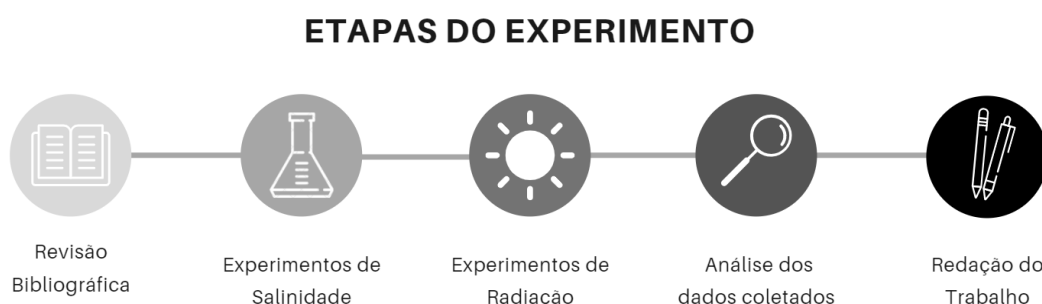 ETAPAS DO EXPERIMENTO
Revisão
Bibliográfica
Experimentos de
Salinidade
Experimentos de
Radiação
Análise dos
dados coletados
Redação do
Trabalho